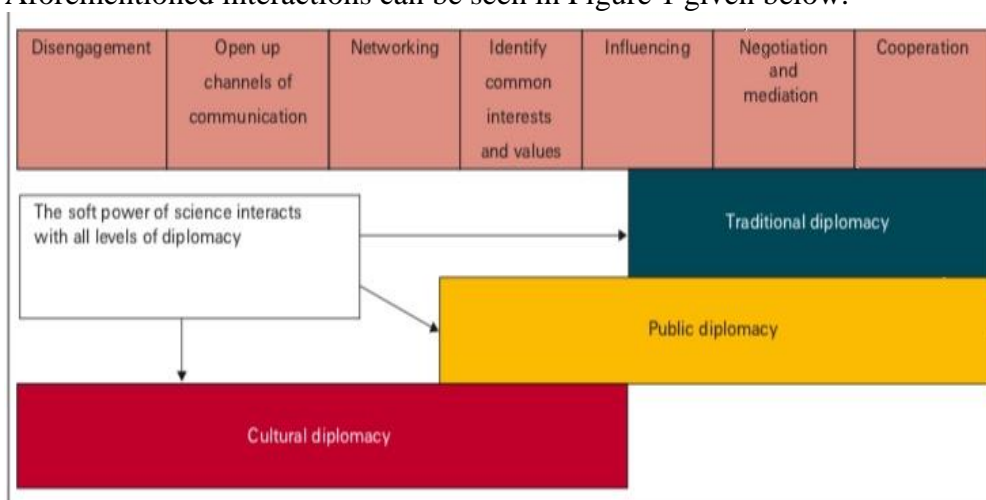 Aforementioned interactions can be seen in Figure 1 given below.
Disengagement
Open up
channels of
communication
Networking
Identify
common
interests
and values
Influencing
Negotiation
and
mediation
Cooperation
The soft power of science interacts
with all levels of diplomacy
Traditional diplomacy
Public diplomacy
Cultural diplomacy